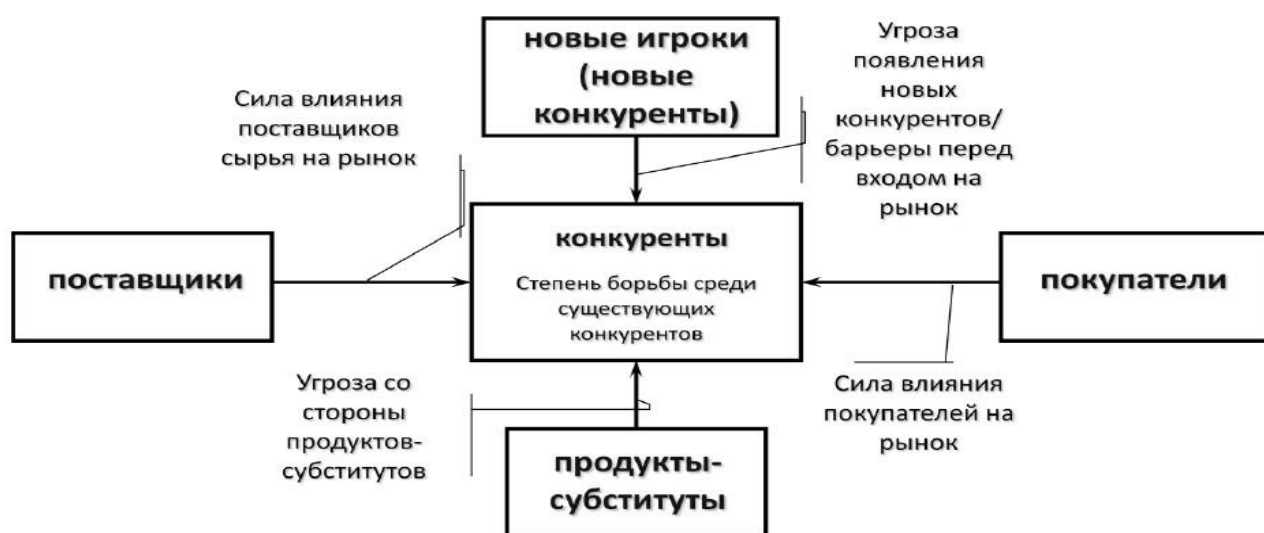 новые игроки
(новые
конкуренты)
Угроза
появления
новых
конкурентов/
барьеры перед
входом на
рынок
Сила влияния
поставщиков
сырья на рынок
поставщики
конкуренты
Степень борьбы среди
существующих
конкурентов
покупатели
Угроза со
стороны
продуктов-
субститутов
Сила влияния
покупателей на
рынок
продукты-
субституты